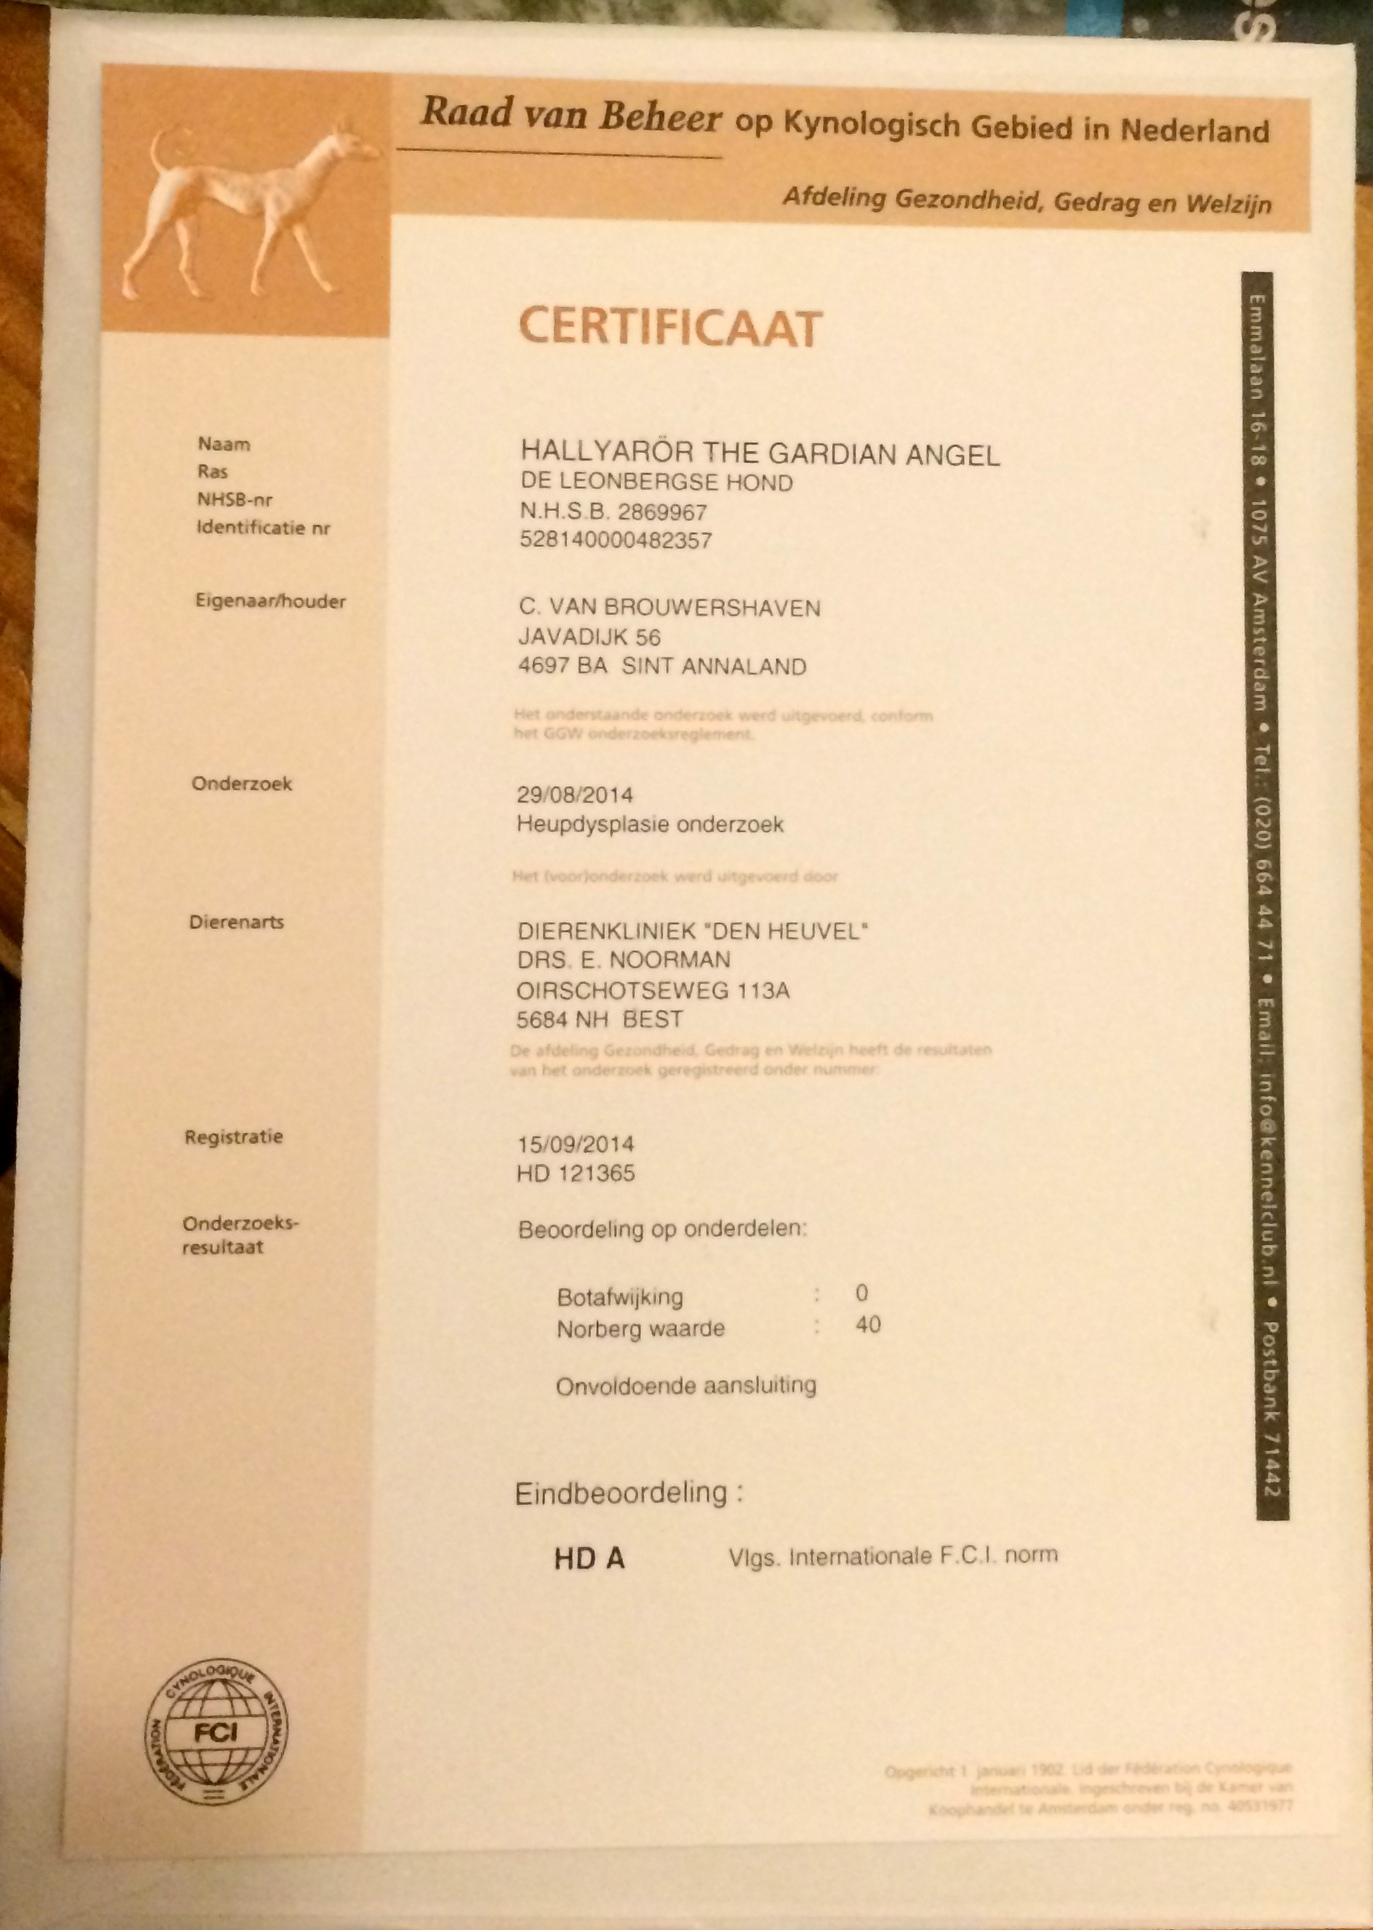 Raad van Beheer op Kynologisch Gebied in Nederland
Afdeling Gezondheid, Gedrag en Welzijn
CERTIFICAAT
Naam HALLYARÖR THE GARDIAN ANGEL
Ras DE LEONBERGSE HOND
NHSB-nr N.H.S.B. 2869967
Identificatie nr 528140000482357
Eigenaar/houder C. VAN BROUWERSHAVEN
JAVADIJK 56
4697 BA SINT ANNALAND
Het onderstaande onderzoek werd uitgevoerd, conform
het GGW onderzoeksreglement.
Onderzoek 29/08/2014
Heupdysplasie onderzoek
Het (voor)onderzoek werd uitgevoerd door
Dierenarts DIERENKLINIEK "DEN HEUVEL"
DRS. E. NOORMAN
OIRSCHOTSEWEG 113A
5684 NH BEST
De afdeling Gezondheid, Gedrag en Welzijn heeft de resultaten
van het onderzoek geregistreerd onder nummer:
Registratie 15/09/2014
HD 121365
Onderzoeks- Beoordeling op onderdelen:
resultaat
Botafwijking : 0
Norberg waarde : 40
Onvoldoende aansluiting
Eindbeoordeling :
HD A Vlgs. Internationale F.C.I. norm
FÉDÉRATION CYNOLOGIQUE INTERNATIONALE
FCI
Opgericht 1 januari 1902. Lid der Fédération Cynologique
Internationale. Ingeschreven bij de Kamer van
Koophandel te Amsterdam onder reg. no. 40531977
Emmalaan 16-18 • 1075 AV Amsterdam • Tel.: (020) 664 44 71 • Email: info@kennelclub.nl • Postbank 71442